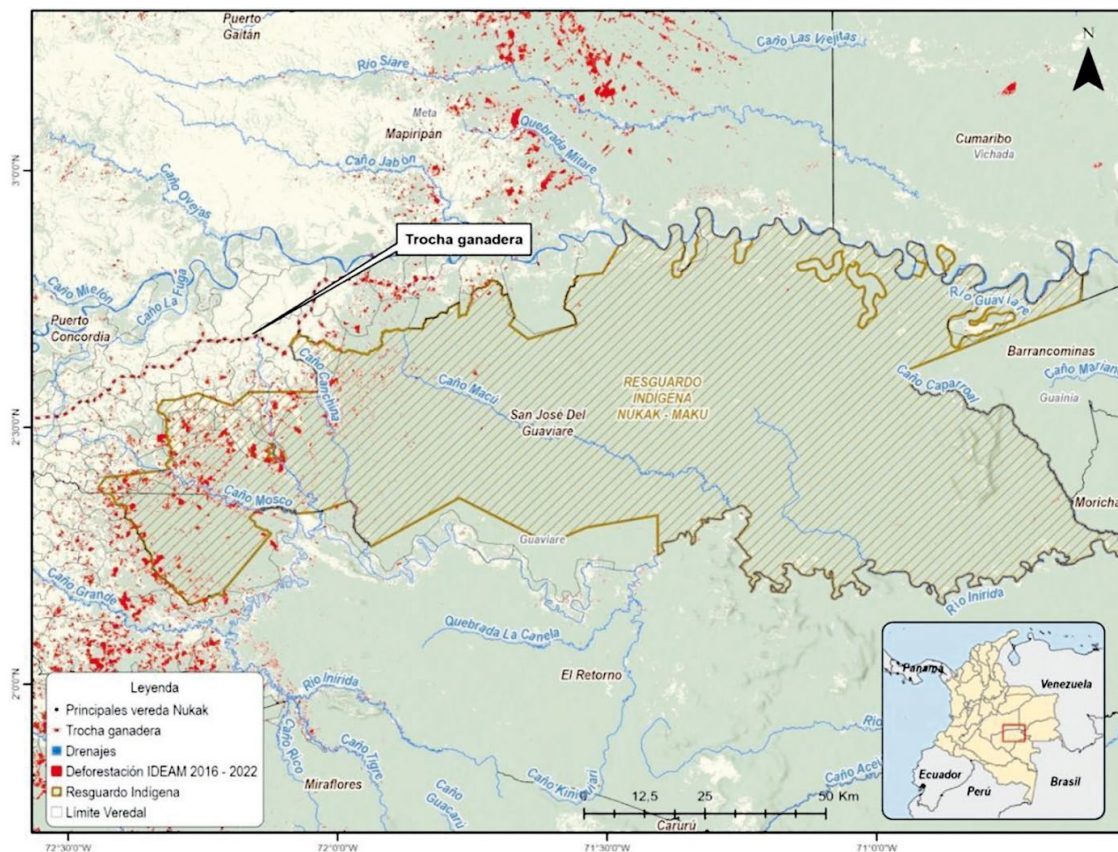 Puerto
Gaitán
Caño Las Viejitas
N
Río Siare
Meta
Mapiripán
Quebrada Mitare
Cumaribo
Vichada
3°0'0"N
Caño Jabón
Caño Ovejas
Trocha ganadera
Caño Mielón
Caño La Fuga
Puerto
Concordia
Río Guaviare
Barrancominas
Caño Canchina
Caño Macú
RESGUARDO
INDÍGENA
NUKAK - MAKU
Caño Caparroal
Guainía
San José Del
Guaviare
2°30'0"N
Caño Mosco
Guaviare
Caño Grande
Río Inírida
Quebrada La Canela
El Retorno
2°0'0"N
Río Inírida
Caño Rico
Caño Tigre
Miraflores
Caño
Guacarú
Carurú
Leyenda
Principales vereda Nukak
Trocha ganadera
Drenajes
Deforestación IDEAM 2016 - 2022
Resguardo Indígena
Límite Veredal
0 12.5 25 50 Km
Panamá
Venezuela
Ecuador
Perú
Brasil
72°30'0"W
72°0'0"W
71°30'0"W
71°0'0"W